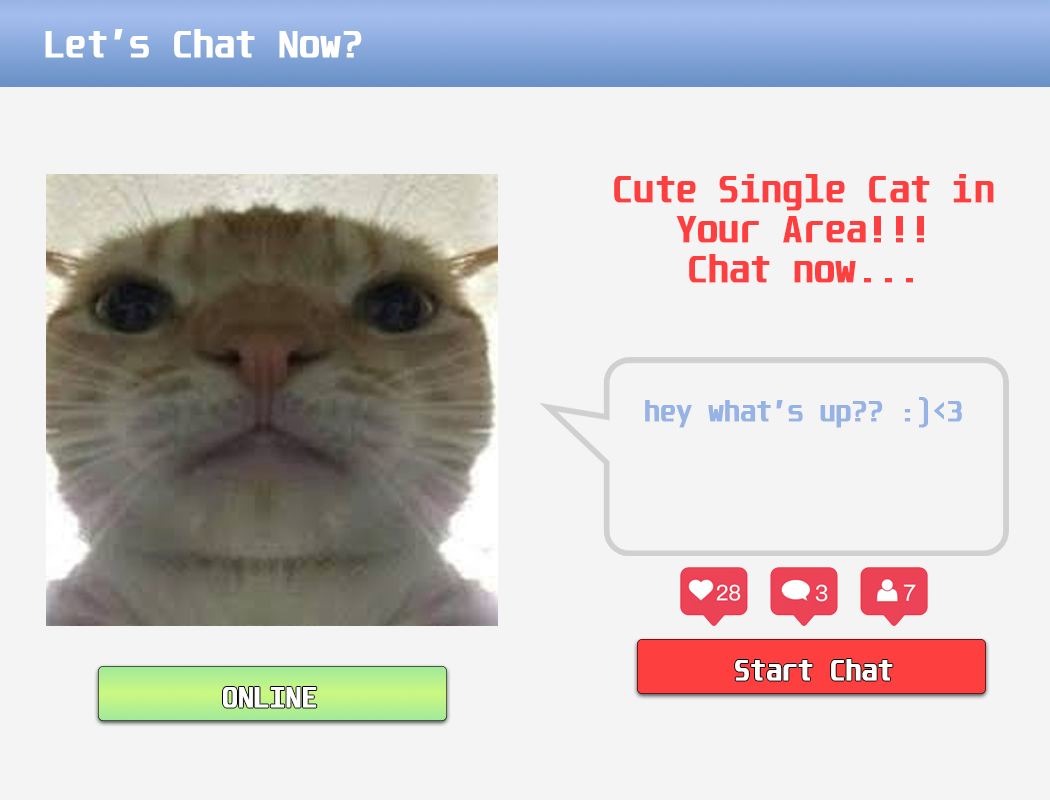 Let's Chat Now?
Cute Single Cat in
Your Area!!!
Chat now...
hey what's up?? :)<3
28
3
7
Start Chat
ONLINE